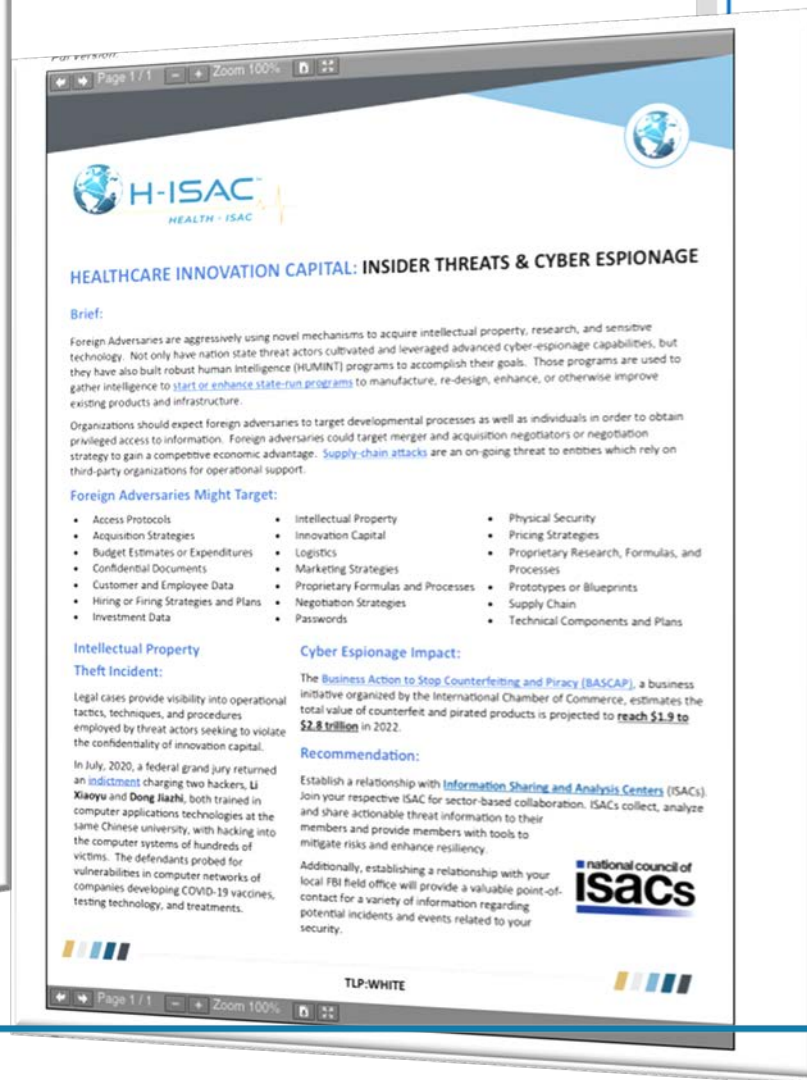 Page 1 / 1 Zoom 100%
H-ISAC
HEALTH - ISAC
HEALTHCARE INNOVATION CAPITAL: INSIDER THREATS & CYBER ESPIONAGE
Brief:
Foreign Adversaries are aggressively using novel mechanisms to acquire intellectual property, research, and sensitive
technology. Not only have nation state threat actors cultivated and leveraged advanced cyber-espionage capabilities, but
they have also built robust human Intelligence (HUMINT) programs to accomplish their goals. Those programs are used to
gather intelligence to start or enhance state-run programs to manufacture, re-design, enhance, or otherwise improve
existing products and infrastructure.
Organizations should expect foreign adversaries to target developmental processes as well as individuals in order to obtain
privileged access to information. Foreign adversaries could target merger and acquisition negotiators or negotiation
strategy to gain a competitive economic advantage. Supply-chain attacks are an on-going threat to entities which rely on
third-party organizations for operational support.
Foreign Adversaries Might Target:
• Access Protocols
• Acquisition Strategies
• Budget Estimates or Expenditures
• Confidential Documents
• Customer and Employee Data
• Hiring or Firing Strategies and Plans
• Investment Data
• Intellectual Property
• Innovation Capital
• Logistics
• Marketing Strategies
• Proprietary Formulas and Processes
• Negotiation Strategies
• Passwords
• Physical Security
• Pricing Strategies
• Proprietary Research, Formulas, and
Processes
• Prototypes or Blueprints
• Supply Chain
• Technical Components and Plans
Intellectual Property
Theft Incident:
Legal cases provide visibility into operational
tactics, techniques, and procedures
employed by threat actors seeking to violate
the confidentiality of innovation capital.
In July, 2020, a federal grand jury returned
an indictment charging two hackers, Li
Xiaoyu and Dong Jiazhi, both trained in
computer applications technologies at the
same Chinese university, with hacking into
the computer systems of hundreds of
victims. The defendants probed for
vulnerabilities in computer networks of
companies developing COVID-19 vaccines,
testing technology, and treatments.
Cyber Espionage Impact:
The Business Action to Stop Counterfeiting and Piracy (BASCAP), a business
initiative organized by the International Chamber of Commerce, estimates the
total value of counterfeit and pirated products is projected to reach $1.9 to
$2.8 trillion in 2022.
Recommendation:
Establish a relationship with Information Sharing and Analysis Centers (ISACs).
Join your respective ISAC for sector-based collaboration. ISACs collect, analyze
and share actionable threat information to their
members and provide members with tools to
mitigate risks and enhance resiliency.
Additionally, establishing a relationship with your
local FBI field office will provide a valuable point-of-
contact for a variety of information regarding
potential incidents and events related to your
security.
national council of
ISACs
TLP:WHITE
Page 1 / 1 Zoom 100%